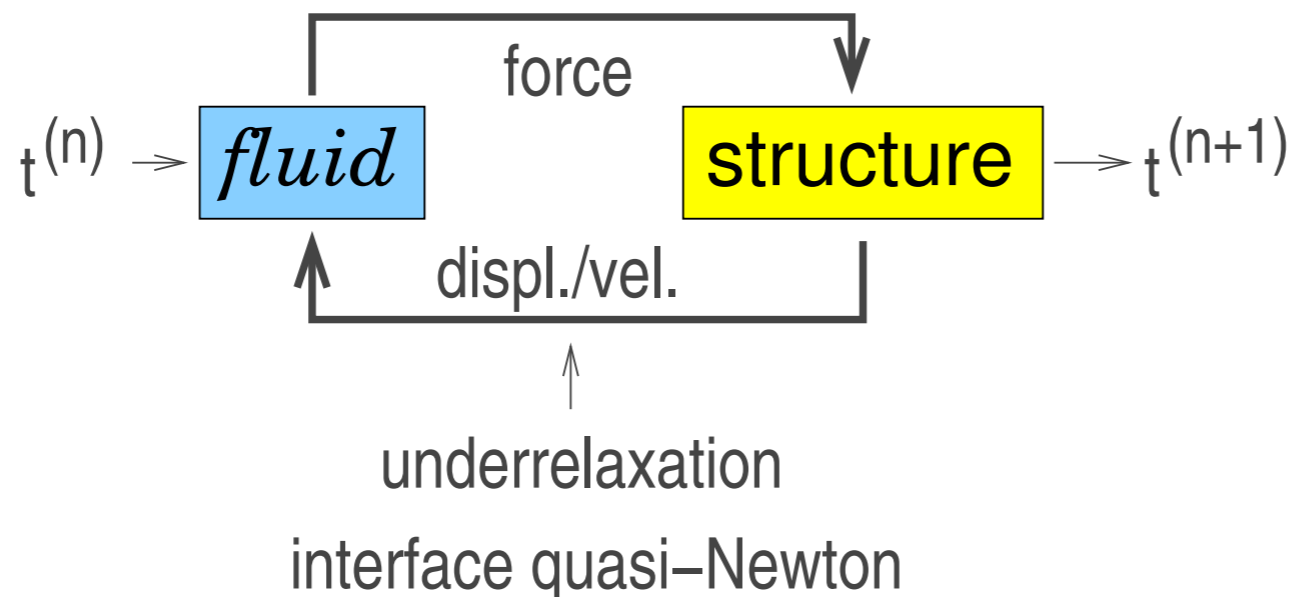 force
t(n) fluid structure t(n+1)
displ./vel.
underrelaxation
interface quasi−Newton